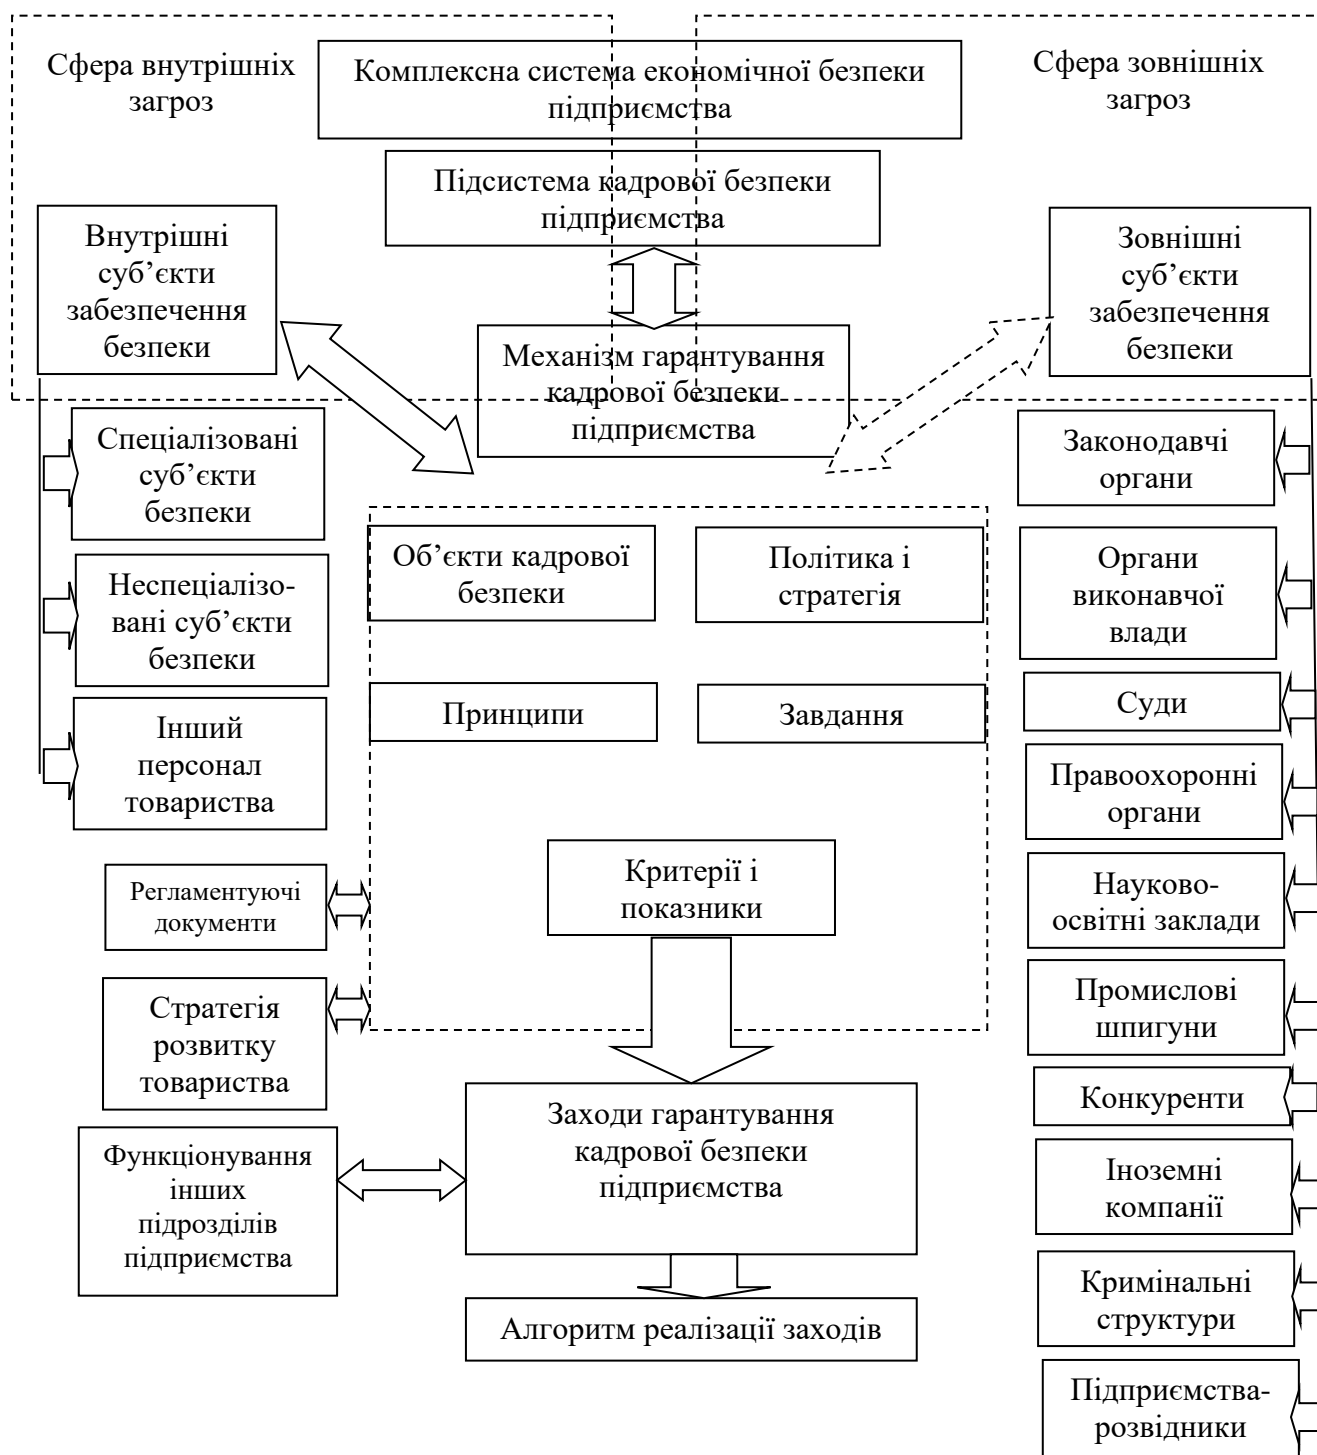 Сфера внутрішніх
загроз
Комплексна система економічної безпеки
підприємства
Сфера зовнішніх
загроз
Підсистема кадрової безпеки
підприємства
Внутрішні
суб’єкти
забезпечення
безпеки
Зовнішні
суб’єкти
забезпечення
безпеки
Механізм гарантування
кадрової безпеки
підприємства
Спеціалізовані
суб’єкти
безпеки
Неспеціалізо-
вані суб’єкти
безпеки
Інший
персонал
товариства
Об’єкти кадрової
безпеки
Політика і
стратегія
Принципи
Завдання
Критерії і
показники
Регламентуючі
документи
Стратегія
розвитку
товариства
Функціонування
інших
підрозділів
підприємства
Заходи гарантування
кадрової безпеки
підприємства
Алгоритм реалізації заходів
Законодавчі
органи
Органи
виконавчої
влади
Суди
Правоохоронні
органи
Науково-
освітні заклади
Промислові
шпигуни
Конкуренти
Іноземні
компанії
Кримінальні
структури
Підприємства-
розвідники